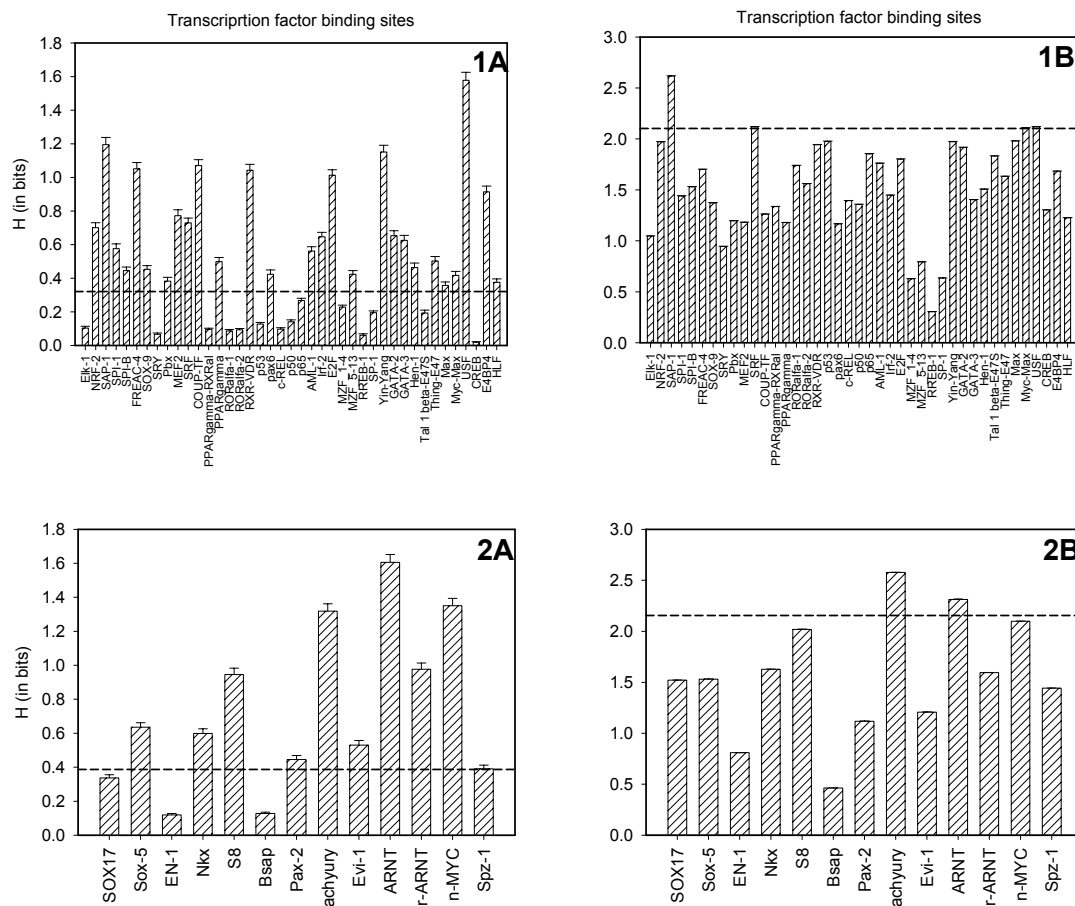 Transcriprtion factor binding sites
1A
H (in bits)
1.8
1.6
1.4
1.2
1.0
0.8
0.6
0.4
0.2
0.0
Elk-1
NRF-2
SAP-1
SPI-1
SPI-B
FREAC-4
SOX-9
SRY
Pbx
MEF2
SRF
COUP-TF
PPARgamma-RXRal
PPARgamma
RORalfa-1
RORalfa-2
RXR-VDR
p53
pax6
c-REL
p50
p65
AML-1
Irf-2
E2F
MZF_1-4
MZF_5-13
RREB-1
SP-1
Yin-Yang
GATA-2
GATA-3
Hen-1
Tal 1 beta-E47S
Thing-E47
Max
Myc-Max
USF
CREB
E4BP4
HLF
Transcription factor binding sites
1B
3.0
2.5
2.0
1.5
1.0
0.5
0.0
Elk-1
NRF-2
SAP-1
SPI-1
SPI-B
FREAC-4
SOX-9
SRY
Pbx
MEF2
SRF
COUP-TF
PPARgamma-RXRal
PPARgamma
RORalfa-1
RORalfa-2
RXR-VDR
p53
pax6
c-REL
p50
p65
AML-1
Irf-2
E2F
MZF_1-4
MZF_5-13
RREB-1
SP-1
Yin-Yang
GATA-2
GATA-3
Hen-1
Tal 1 beta-E47S
Thing-E47
Max
Myc-Max
USF
CREB
E4BP4
HLF
2A
H (in bits)
1.8
1.6
1.4
1.2
1.0
0.8
0.6
0.4
0.2
0.0
SOX17
Sox-5
EN-1
Nkx
S8
Bsap
Pax-2
achyury
Evi-1
ARNT
r-ARNT
n-MYC
Spz-1
2B
3.0
2.5
2.0
1.5
1.0
0.5
0.0
SOX17
Sox-5
EN-1
Nkx
S8
Bsap
Pax-2
achyury
Evi-1
ARNT
r-ARNT
n-MYC
Spz-1